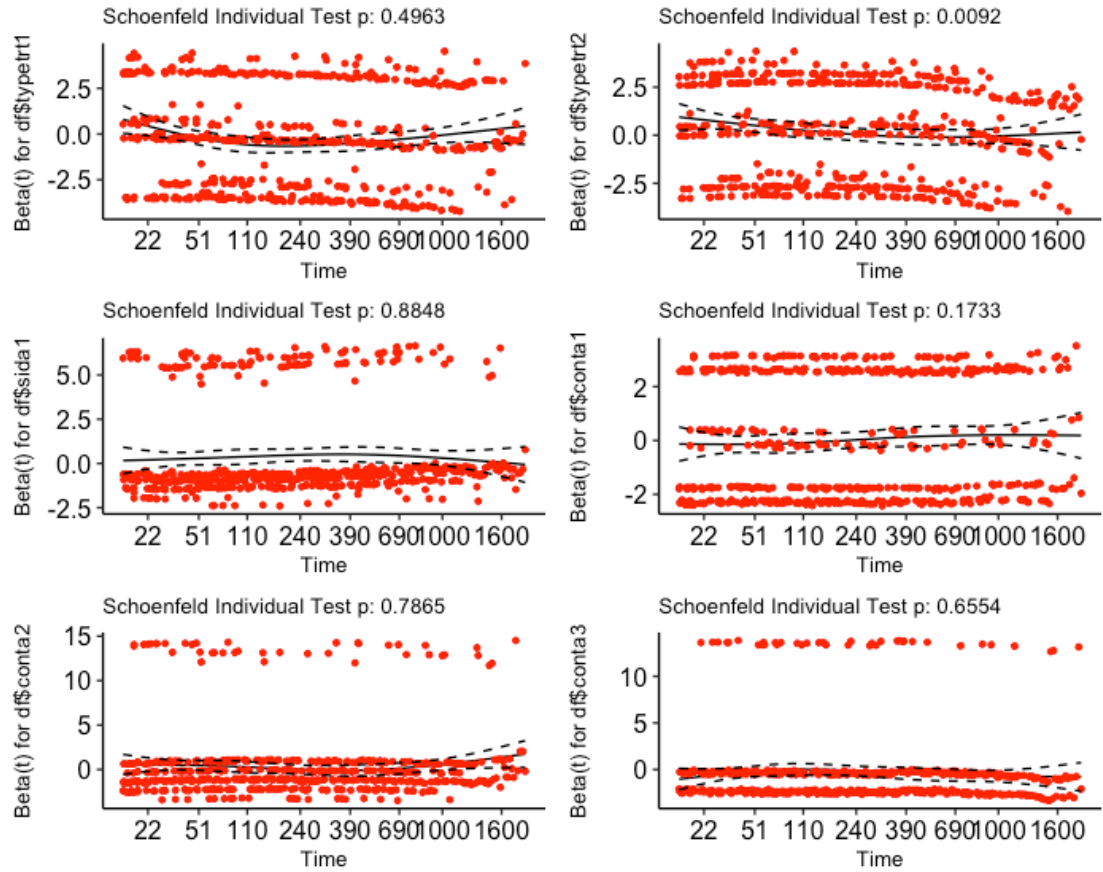 Schoenfeld Individual Test p: 0.4963
Beta(t) for df$typetrt1
2.5
0.0
-2.5
22 51 110 240 390 690 1000 1600
Time
Schoenfeld Individual Test p: 0.0092
Beta(t) for df$typetrt2
2.5
0.0
-2.5
22 51 110 240 390 690 1000 1600
Time
Schoenfeld Individual Test p: 0.8848
Beta(t) for df$sida1
5.0
2.5
0.0
-2.5
22 51 110 240 390 690 1000 1600
Time
Schoenfeld Individual Test p: 0.1733
Beta(t) for df$conta1
2
0
-2
22 51 110 240 390 690 1000 1600
Time
Schoenfeld Individual Test p: 0.7865
Beta(t) for df$conta2
15
10
5
0
22 51 110 240 390 690 1000 1600
Time
Schoenfeld Individual Test p: 0.6554
Beta(t) for df$conta3
10
5
0
22 51 110 240 390 690 1000 1600
Time